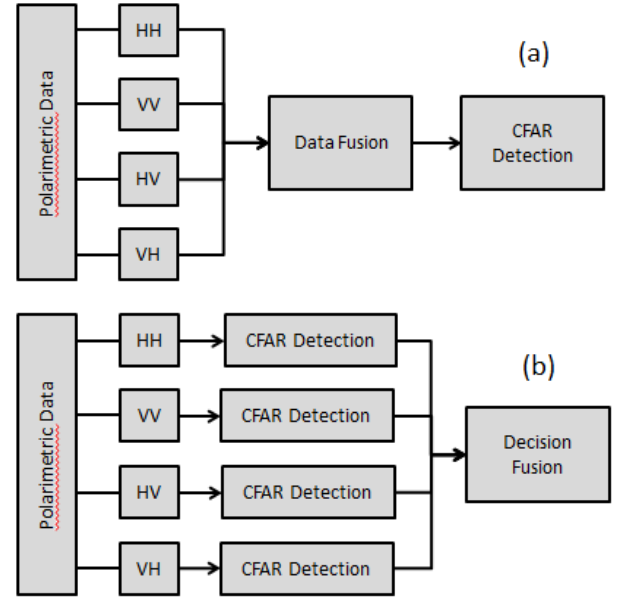 Polarimetric Data
HH
VV
HV
VH
Data Fusion
CFAR
Detection
(a)
Polarimetric Data
HH
CFAR Detection
VV
CFAR Detection
HV
CFAR Detection
VH
CFAR Detection
Decision
Fusion
(b)